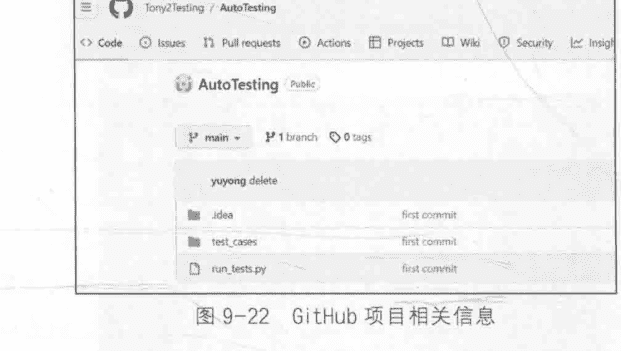 Tony2Testing / AutoTesting
Code Issues Pull requests Actions Projects Wiki Security Insigh
AutoTesting Public
main 1 branch 0 tags
yuyong delete
.idea first commit
test_cases first commit
run_tests.py first commit
图 9-22 GitHub 项目相关信息